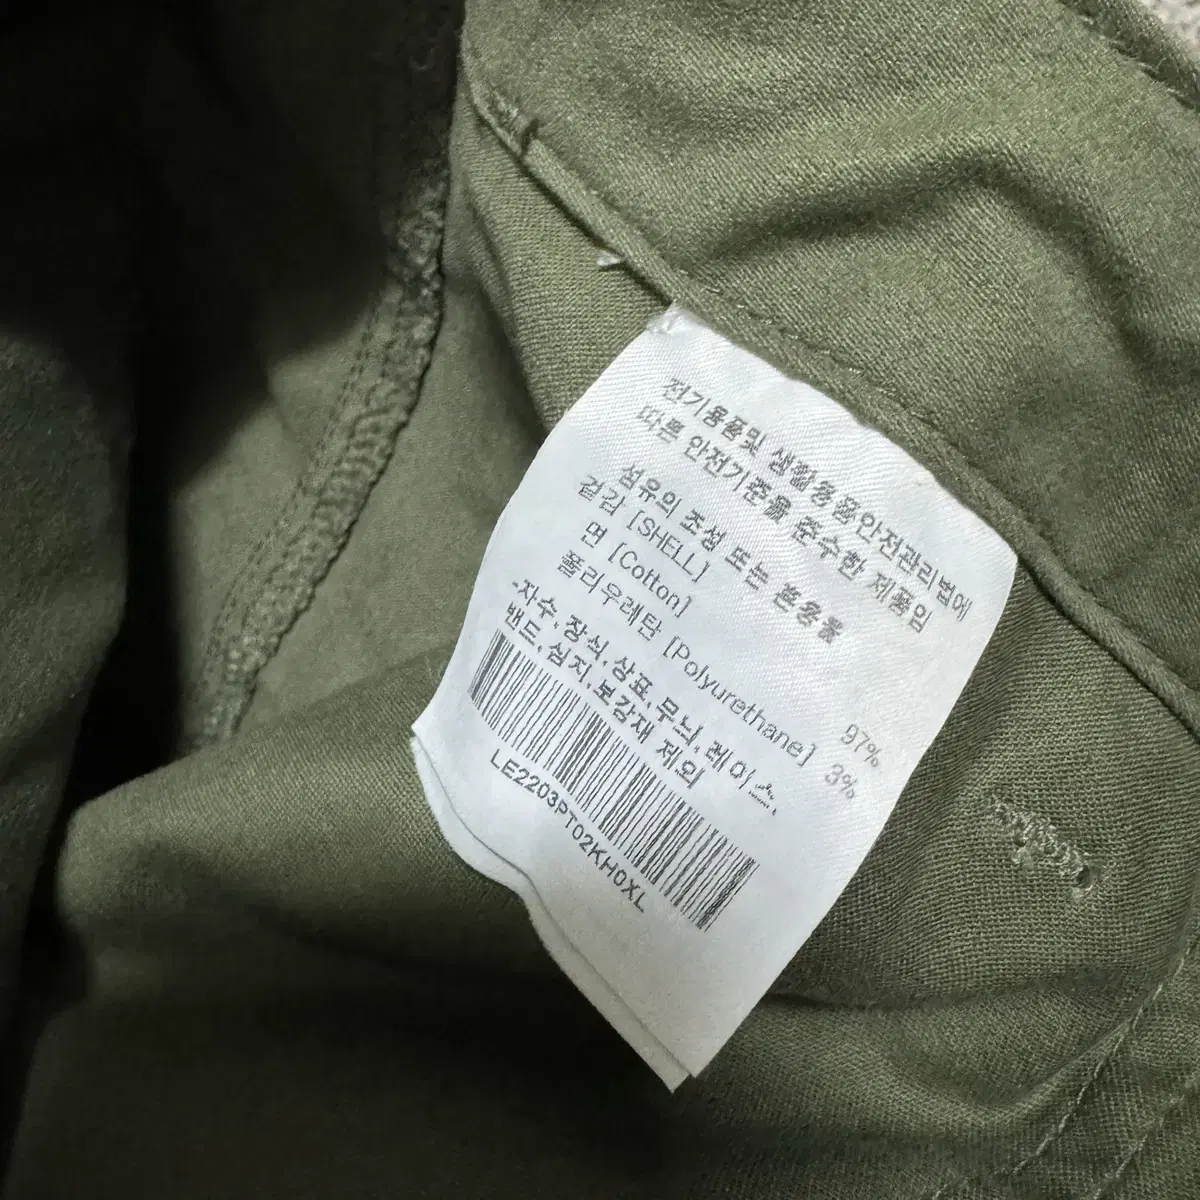 전기용품및 생활용품안전관리법에
따른 안전기준을 준수한 제품임
섬유의 조성 또는 혼용율
겉감 [SHELL]
면 [Cotton] 97%
폴리우레탄 [Polyurethane] 3%
-자수,장식,상표,무늬,레이스,
밴드,심지,보강재 제외
LE2203PT02KH0XL